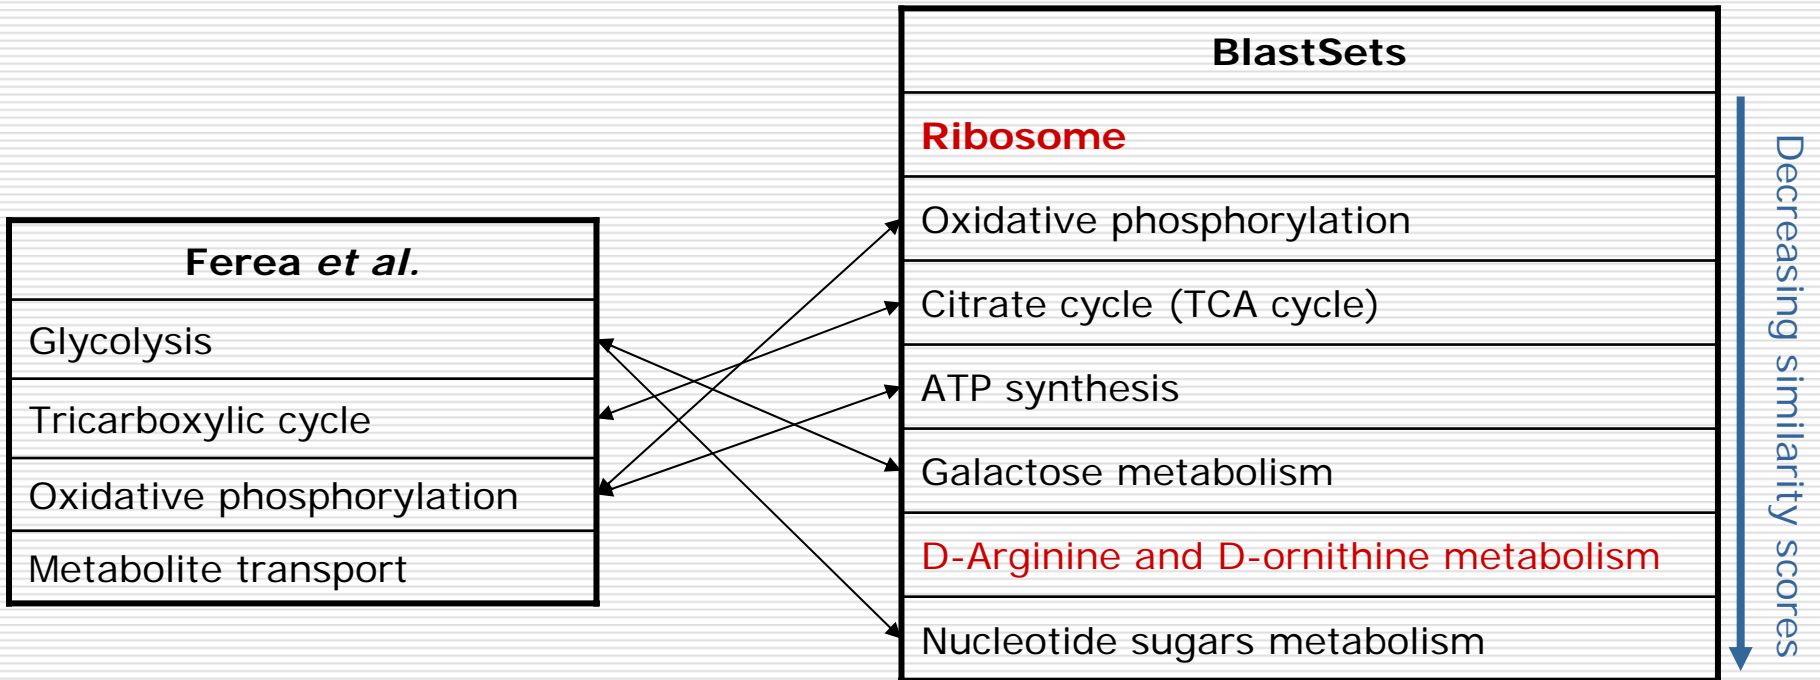 Ferea et al.
Glycolysis
Tricarboxylic cycle
Oxidative phosphorylation
Metabolite transport
BlastSets
Ribosome
Oxidative phosphorylation
Citrate cycle (TCA cycle)
ATP synthesis
Galactose metabolism
D-Arginine and D-ornithine metabolism
Nucleotide sugars metabolism
Decreasing similarity scores